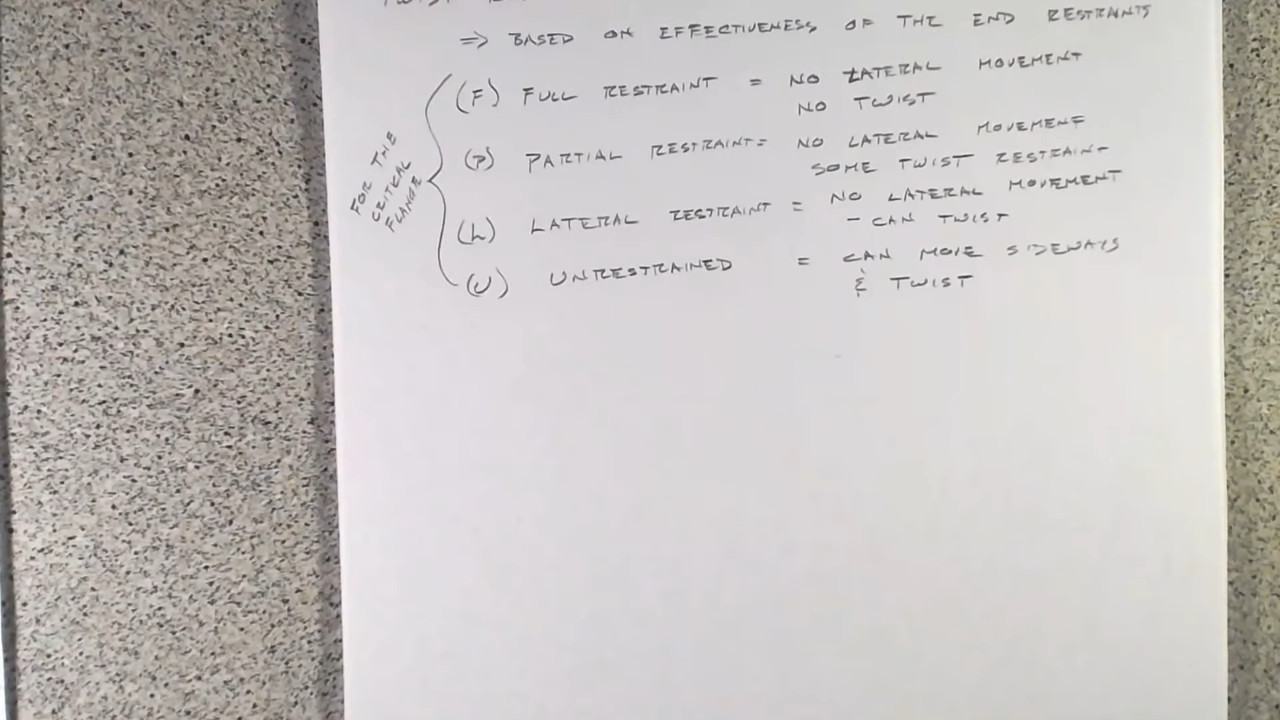 TWIST
⇒ BASED ON EFFECTIVENESS OF THE END RESTRAINTS
(F) FULL RESTRAINT = NO LATERAL MOVEMENT
NO TWIST
(P) PARTIAL RESTRAINT = NO LATERAL MOVEMENT
SOME TWIST RESTRAINT
(L) LATERAL RESTRAINT = NO LATERAL MOVEMENT
- CAN TWIST
(U) UNRESTRAINED = CAN MOVE SIDEWAYS
& TWIST
FOR THE
CRITICAL
FLANGE